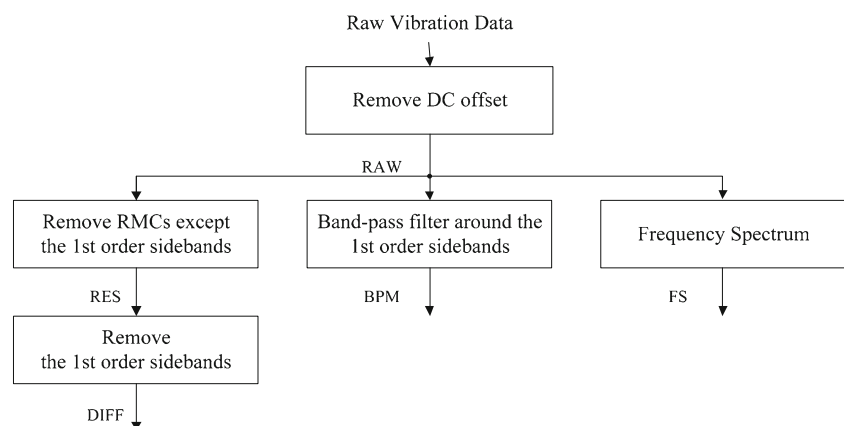 Raw Vibration Data
Remove DC offset
RAW
Remove RMCs except
the 1st order sidebands
Band-pass filter around the
1st order sidebands
Frequency Spectrum
RES
BPM
FS
Remove
the 1st order sidebands
DIFF